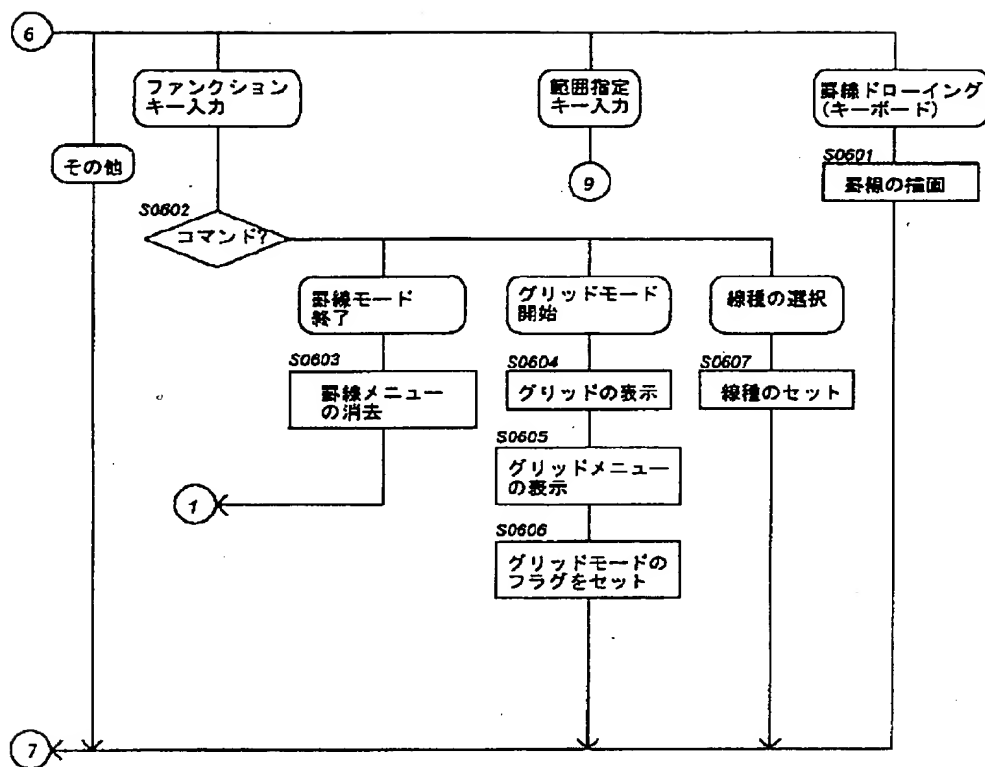 6
ファンクション
キー入力
範囲指定
キー入力
罫線ドローイング
(キーボード)
その他
9
S0601
罫線の描画
S0602
コマンド?
罫線モード
終了
グリッドモード
開始
線種の選択
S0603
罫線メニュー
の消去
S0604
グリッドの表示
S0607
線種のセット
S0605
グリッドメニュー
の表示
1
S0606
グリッドモードの
フラグをセット
7